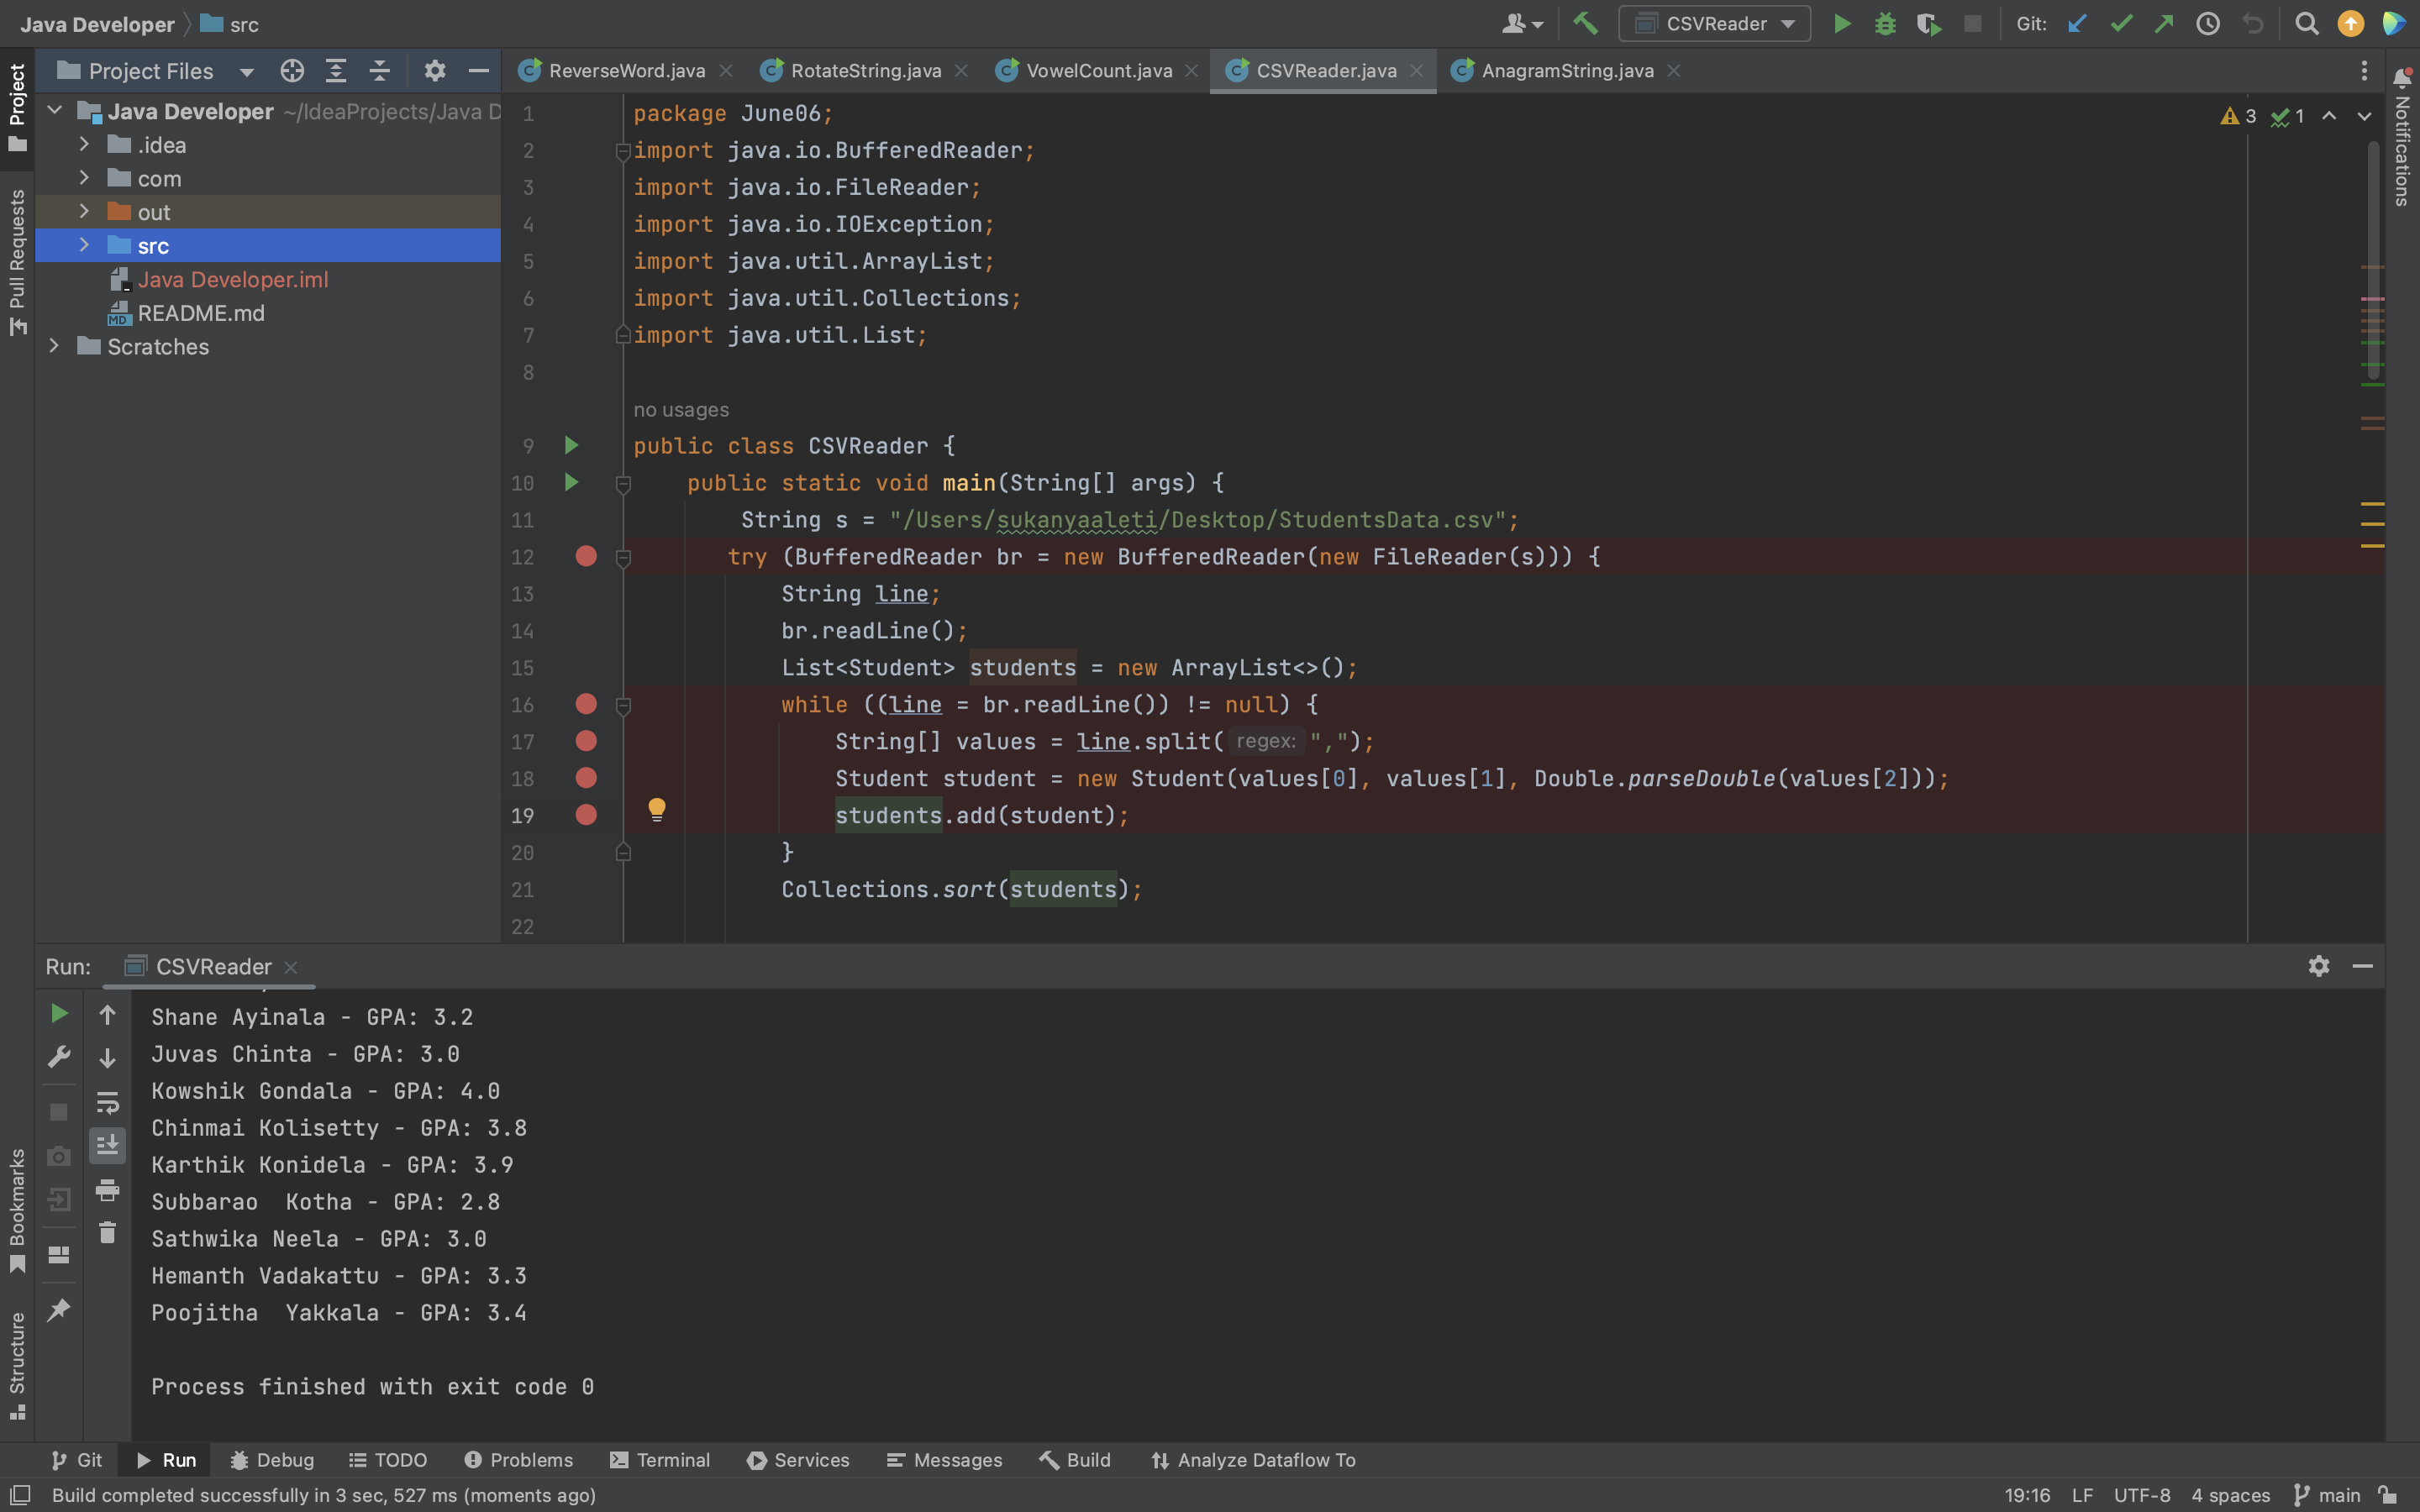 Java Developer
src
CSVReader
Git:
Project
Project Files
ReverseWord.java
RotateString.java
VowelCount.java
CSVReader.java
AnagramString.java
Notifications
Java Developer ~/IdeaProjects/Java D
.idea
com
out
src
Java Developer.iml
README.md
Scratches
Pull Requests
3
1
1 package June06;
2 import java.io.BufferedReader;
3 import java.io.FileReader;
4 import java.io.IOException;
5 import java.util.ArrayList;
6 import java.util.Collections;
7 import java.util.List;
8
no usages
9 public class CSVReader {
10 public static void main(String[] args) {
11 String s = "/Users/sukanyaaleti/Desktop/StudentsData.csv";
12 try (BufferedReader br = new BufferedReader(new FileReader(s))) {
13 String line;
14 br.readLine();
15 List<Student> students = new ArrayList<>();
16 while ((line = br.readLine()) != null) {
17 String[] values = line.split( regex: ",");
18 Student student = new Student(values[0], values[1], Double.parseDouble(values[2]));
19 students.add(student);
20 }
21 Collections.sort(students);
22
Run: CSVReader
Shane Ayinala - GPA: 3.2
Juvas Chinta - GPA: 3.0
Kowshik Gondala - GPA: 4.0
Chinmai Kolisetty - GPA: 3.8
Karthik Konidela - GPA: 3.9
Subbarao  Kotha - GPA: 2.8
Sathwika Neela - GPA: 3.0
Hemanth Vadakattu - GPA: 3.3
Poojitha  Yakkala - GPA: 3.4
Process finished with exit code 0
Bookmarks
Structure
Git Run Debug TODO Problems Terminal Services Messages Build Analyze Dataflow To
Build completed successfully in 3 sec, 527 ms (moments ago)
19:16 LF UTF-8 4 spaces main